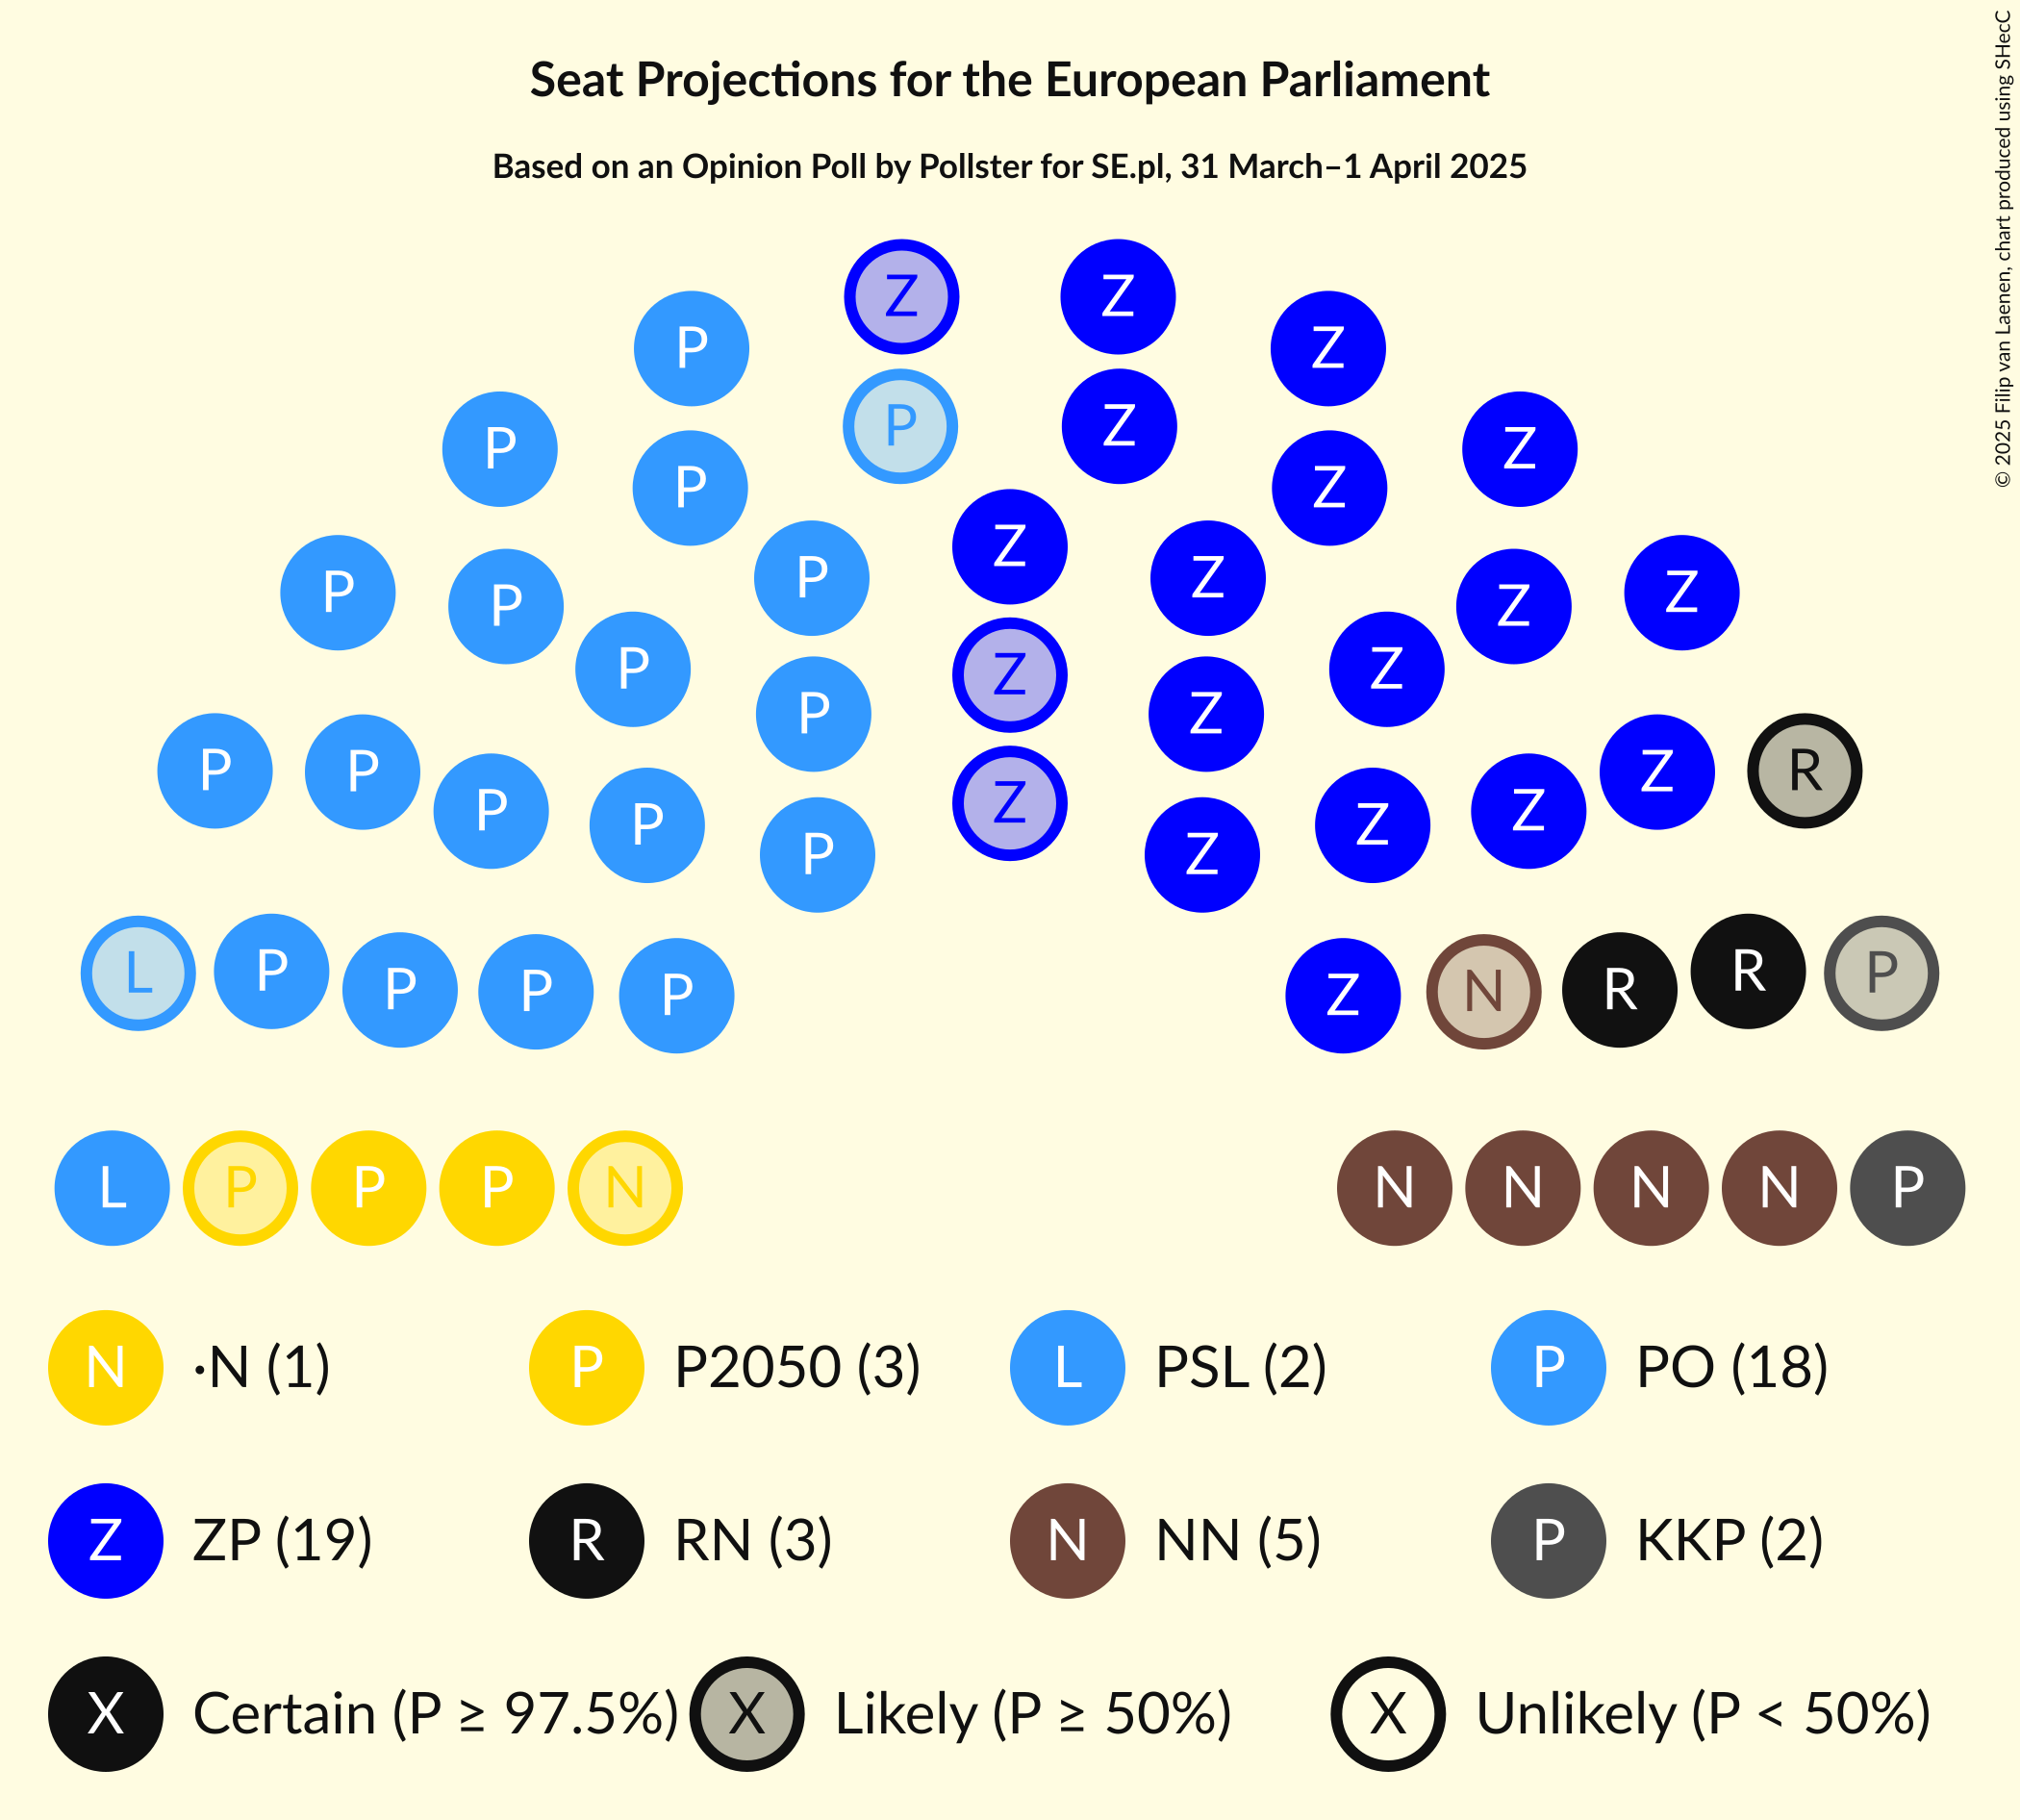 Seat Projections for the European Parliament
Based on an Opinion Poll by Pollster for SE.pl, 31 March–1 April 2025
© 2025 Filip van Laenen, chart produced using SHecC
Z Z
P Z
P Z
P Z
P Z
P Z
P Z Z
P Z
P Z
P Z Z
P Z
P Z
P P Z R
P Z
P Z
P Z
L P P P P Z N R R P
L P P P N N N N N P
N ·N (1) P P2050 (3) L PSL (2) P PO (18)
Z ZP (19) R RN (3) N NN (5) P KKP (2)
X Certain (P ≥ 97.5%) X Likely (P ≥ 50%) X Unlikely (P < 50%)